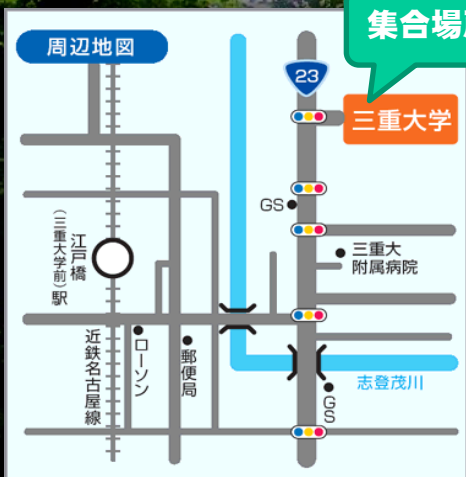 集合場
周辺地図
23
三重大学
GS
三重大
附属病院
江戸橋
(三重大学前)駅
近鉄名古屋線
ローソン
郵便局
志登茂川
GS